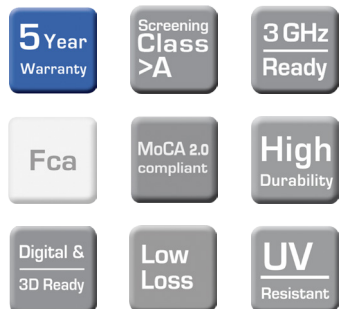 5 Year
Warranty
Screening
Class
>A
3 GHz
Ready
Fca
MoCA 2.0
compliant
High
Durability
Digital &
3D Ready
Low
Loss
UV
Resistant